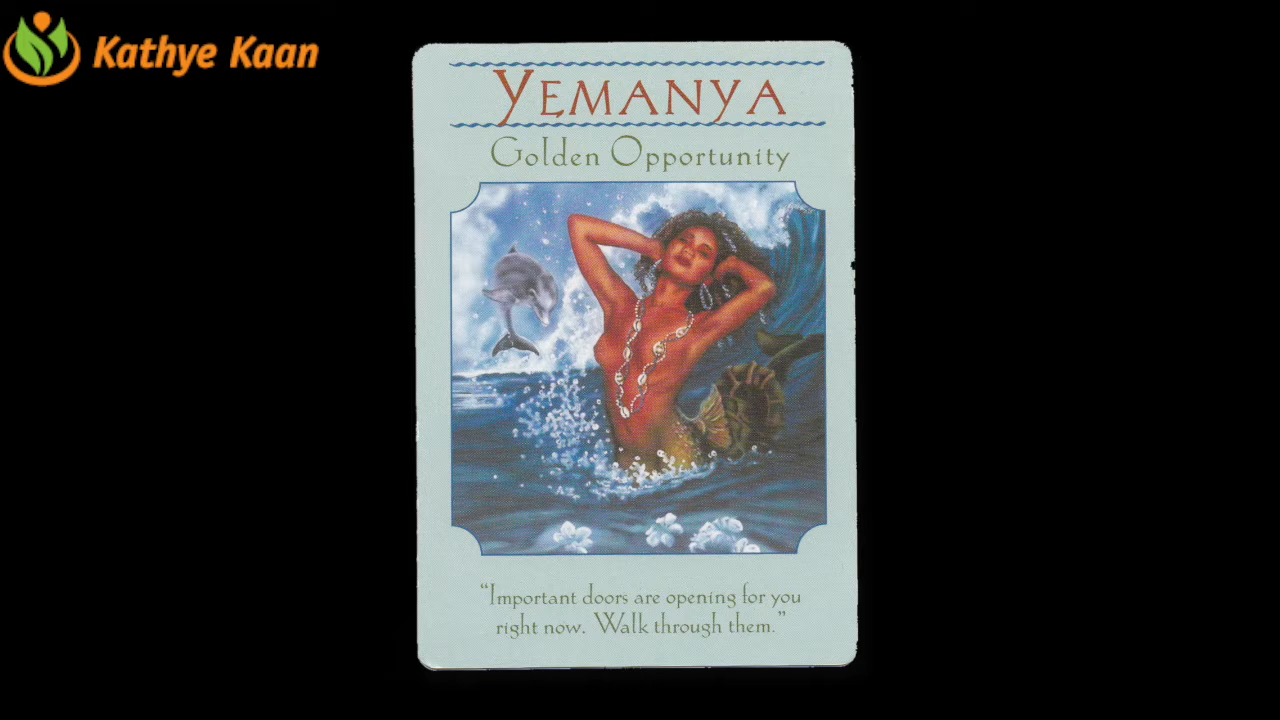 Kathye Kaan
YEMANYA
Golden Opportunity
“Important doors are opening for you
right now. Walk through them.”